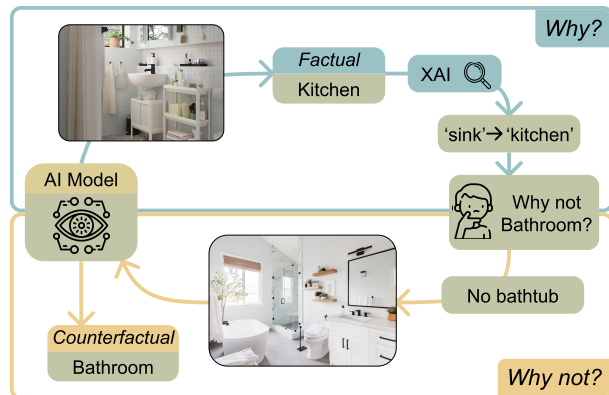 Why?
Factual
Kitchen
XAI
‘sink’→ ‘kitchen’
AI Model
Why not
Bathroom?
No bathtub
Counterfactual
Bathroom
Why not?